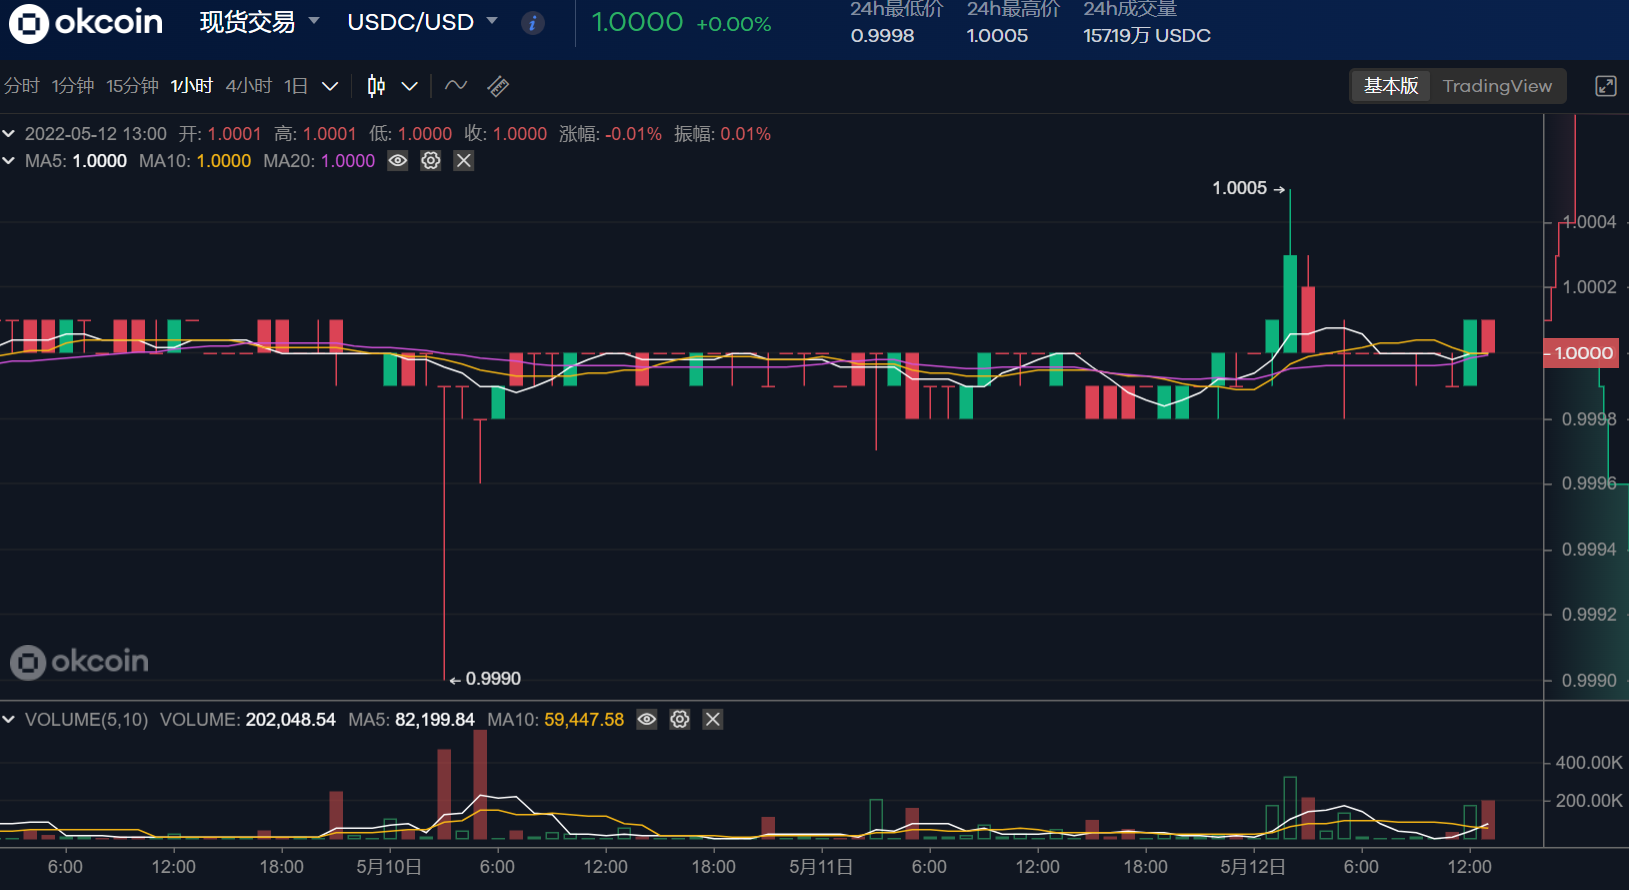 okcoin 现货交易 USDC/USD i 1.0000 +0.00% 24h最低价 24h最高价 24h成交量
0.9998 1.0005 157.19万 USDC
分时 1分钟 15分钟 1小时 4小时 1日 基本版 TradingView
2022-05-12 13:00 开: 1.0001 高: 1.0001 低: 1.0000 收: 1.0000 涨幅: -0.01% 振幅: 0.01%
MA5: 1.0000 MA10: 1.0000 MA20: 1.0000
1.0005
1.0004
1.0002
1.0000
0.9998
0.9996
0.9994
0.9992
okcoin
0.9990 0.9990
VOLUME(5,10) VOLUME: 202,048.54 MA5: 82,199.84 MA10: 59,447.58
400.00K
200.00K
6:00 12:00 18:00 5月10日 6:00 12:00 18:00 5月11日 6:00 12:00 18:00 5月12日 6:00 12:00